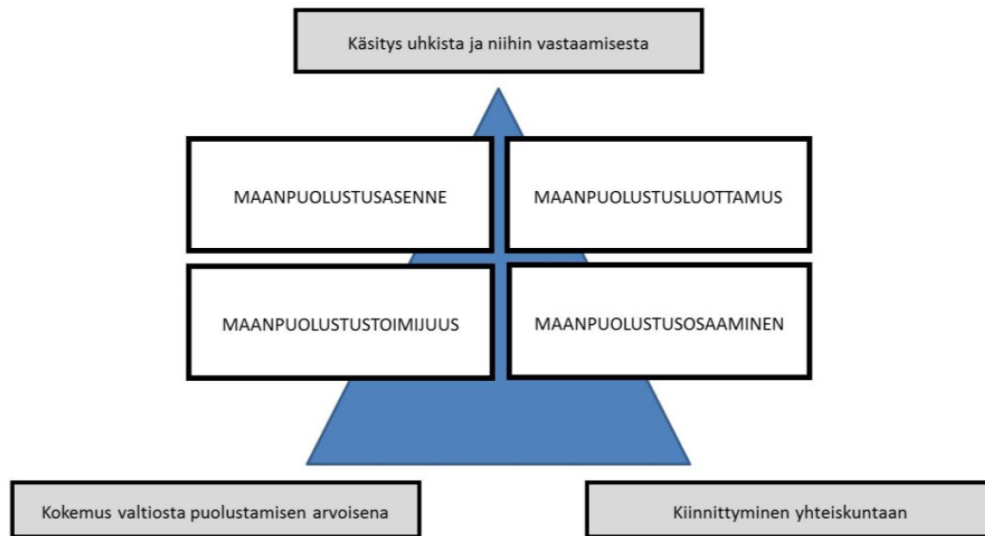 Käsitys uhkista ja niihin vastaamisesta
MAANPUOLUSTUSASENNE
MAANPUOLUSTUSLUOTTAMUS
MAANPUOLUSTUSTOIMIJUUS
MAANPUOLUSTUSOSAAMINEN
Kokemus valtiosta puolustamisen arvoisena
Kiinnittyminen yhteiskuntaan